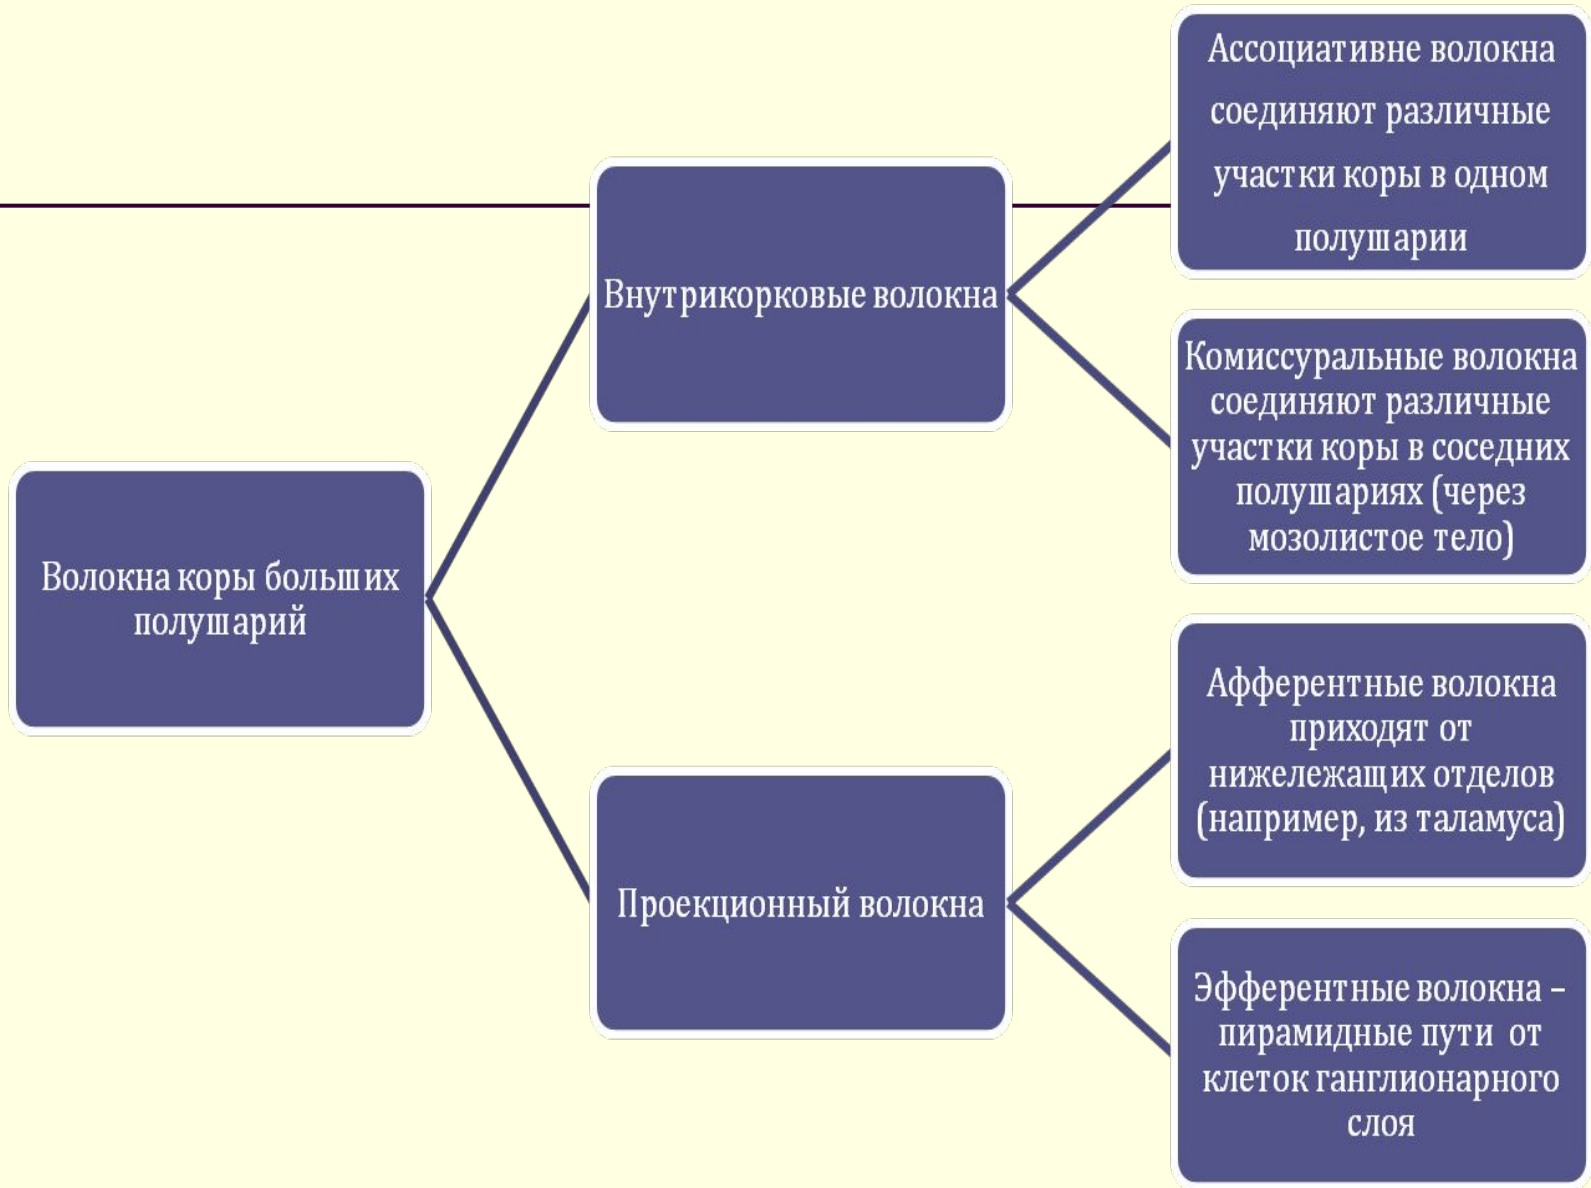 Волокна коры больших
полушарий
Внутрикорковые волокна
Ассоциативне волокна
соединяют различные
участки коры в одном
полушарии
Комиссуральные волокна
соединяют различные
участки коры в соседних
полушариях (через
мозолистое тело)
Проекционный волокна
Афферентные волокна
приходят от
нижележащих отделов
(например, из таламуса)
Эфферентные волокна –
пирамидные пути от
клеток ганглионарного
слоя